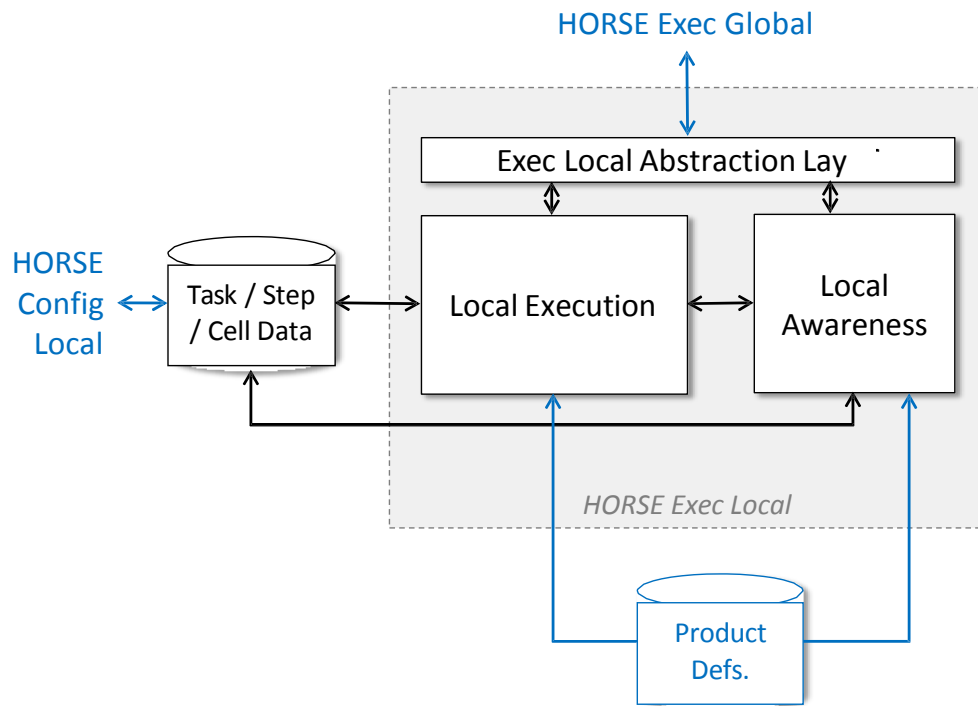 HORSE Exec Global
Exec Local Abstraction Lay
HORSE
Config
Local
Task / Step
/ Cell Data
Local Execution
Local
Awareness
HORSE Exec Local
Product
Defs.